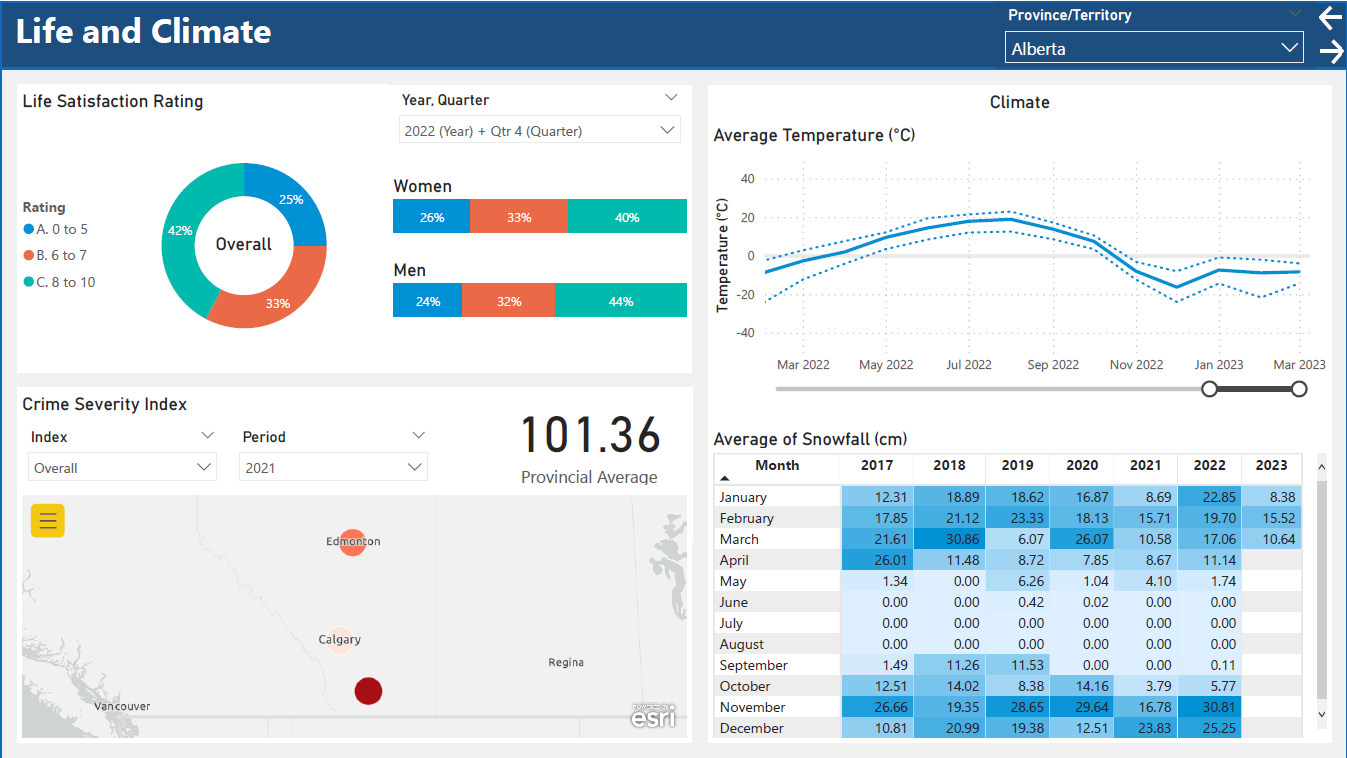 Life and Climate
Province/Territory
Alberta
Life Satisfaction Rating
Year, Quarter
2022 (Year) + Qtr 4 (Quarter)
Rating
A. 0 to 5
B. 6 to 7
C. 8 to 10
25%
42%
Overall
33%
Women
26% 33% 40%
Men
24% 32% 44%
Crime Severity Index
Index
Overall
Period
2021
101.36
Provincial Average
Edmonton
Calgary
Regina
Vancouver
POWERED BY
esri
Climate
Average Temperature (°C)
Temperature (°C)
40
20
0
-20
-40
Mar 2022 May 2022 Jul 2022 Sep 2022 Nov 2022 Jan 2023 Mar 2023
Average of Snowfall (cm)
Month 2017 2018 2019 2020 2021 2022 2023
January 12.31 18.89 18.62 16.87 8.69 22.85 8.38
February 17.85 21.12 23.33 18.13 15.71 19.70 15.52
March 21.61 30.86 6.07 26.07 10.58 17.06 10.64
April 26.01 11.48 8.72 7.85 8.67 11.14
May 1.34 0.00 6.26 1.04 4.10 1.74
June 0.00 0.00 0.42 0.02 0.00 0.00
July 0.00 0.00 0.00 0.00 0.00 0.00
August 0.00 0.00 0.00 0.00 0.00 0.00
September 1.49 11.26 11.53 0.00 0.00 0.11
October 12.51 14.02 8.38 14.16 3.79 5.77
November 26.66 19.35 28.65 29.64 16.78 30.81
December 10.81 20.99 19.38 12.51 23.83 25.25